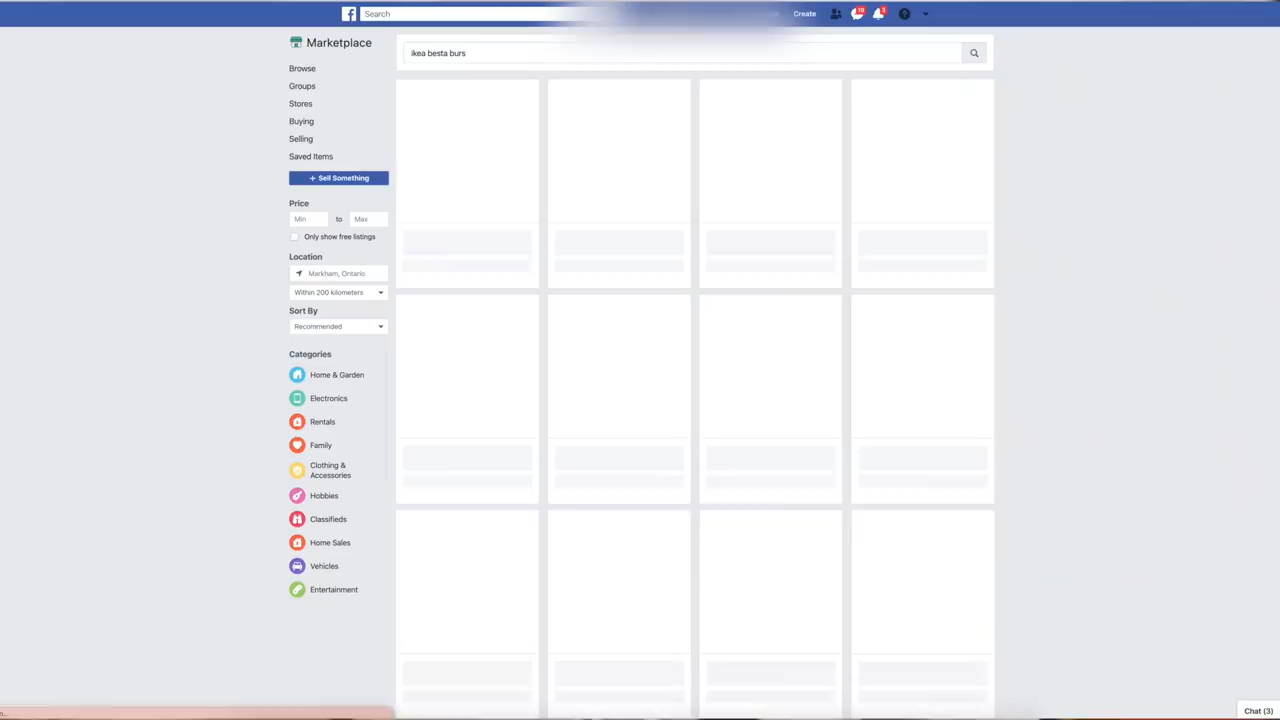 Search
Create
19
3
Marketplace
ikea besta burs
Browse
Groups
Stores
Buying
Selling
Saved Items
+ Sell Something
Price
Min to Max
Only show free listings
Location
Markham, Ontario
Within 200 kilometers
Sort By
Recommended
Categories
Home & Garden
Electronics
Rentals
Family
Clothing &
Accessories
Hobbies
Classifieds
Home Sales
Vehicles
Entertainment
Chat (3)